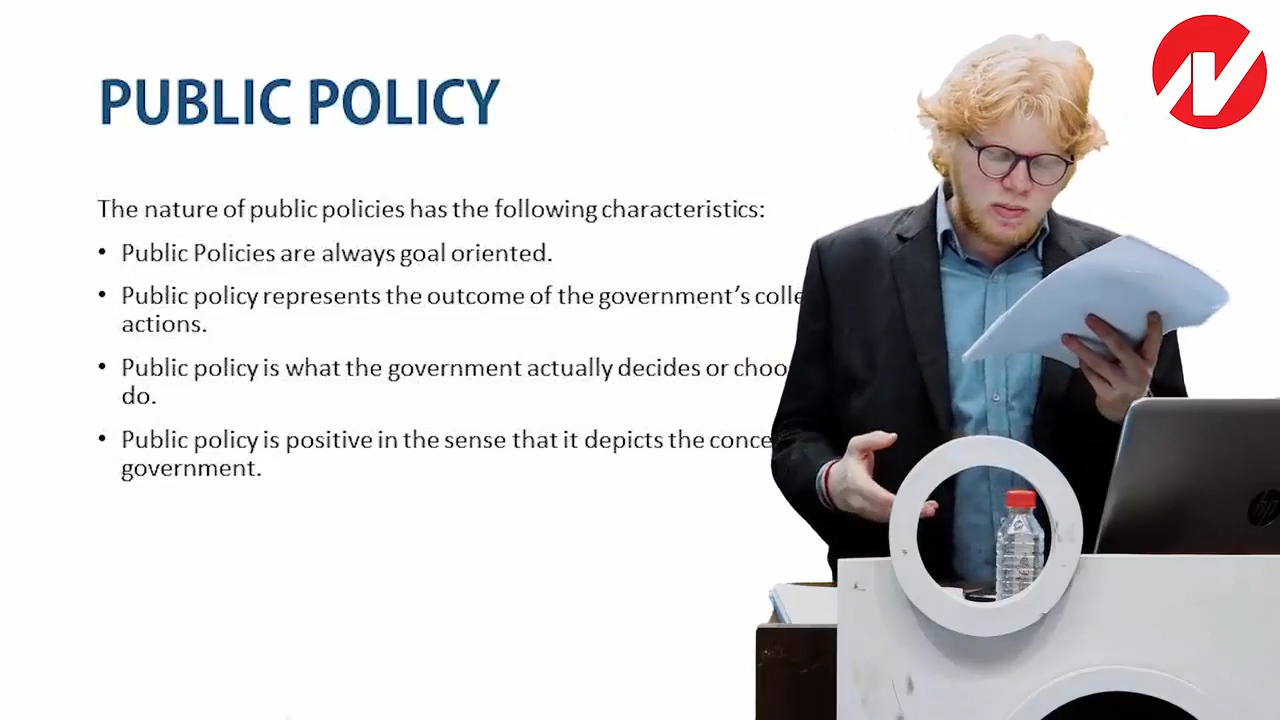 PUBLIC POLICY
The nature of public policies has the following characteristics:
• Public Policies are always goal oriented.
• Public policy represents the outcome of the government's colle
actions.
• Public policy is what the government actually decides or choo
do.
• Public policy is positive in the sense that it depicts the conce
government.
hp